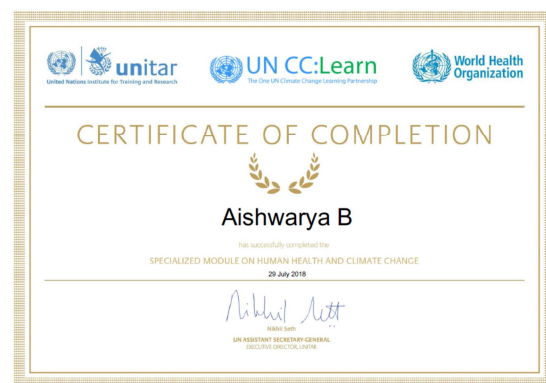 unitar
United Nations Institute for Training and Research
UN CC:Learn
The One UN Climate Change Learning Partnership
World Health
Organization
CERTIFICATE OF COMPLETION
Aishwarya B
has successfully completed the
SPECIALIZED MODULE ON HUMAN HEALTH AND CLIMATE CHANGE
29 July 2018
Nikhil Sett
Nikhil Seth
UN ASSISTANT SECRETARY-GENERAL
EXECUTIVE DIRECTOR, UNITAR